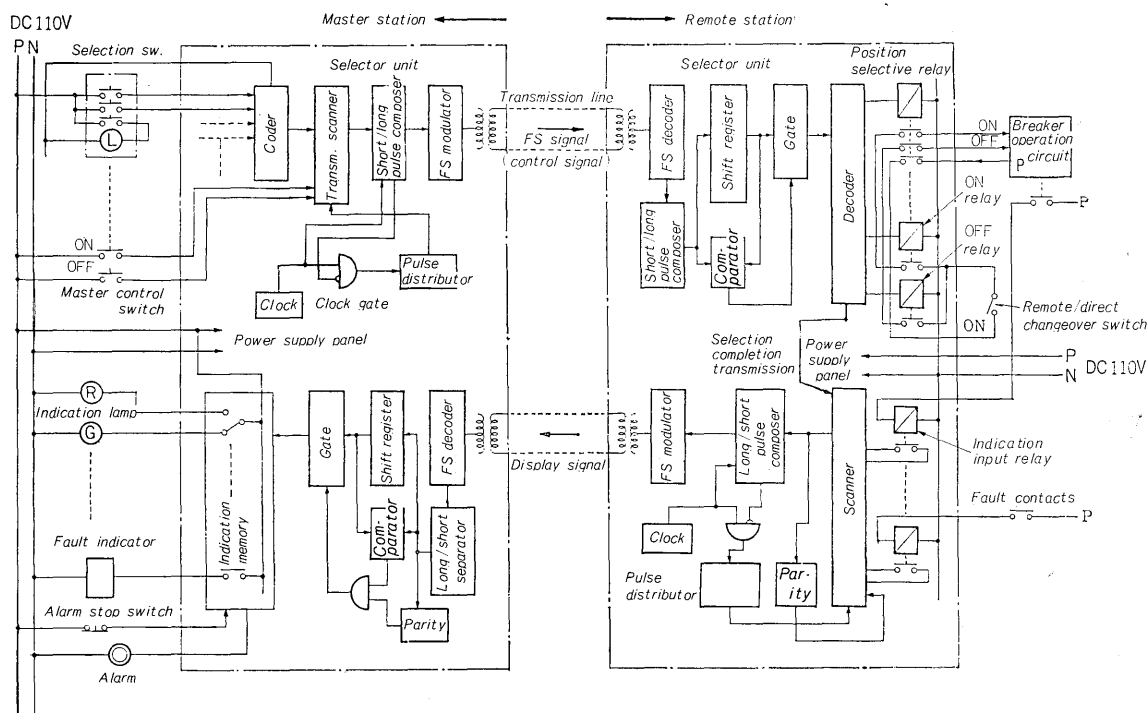 Master station
Remote station
DC 110V
P N
Selection sw.
L
ON
OFF
Master control
switch
Selector unit
Coder
Transm. scanner
Short/long
pulse composer
FS modulator
Clock
Clock gate
Pulse
distributor
Transmission line
FS signal
control signal
Selector unit
FS decoder
Short/long
pulse
composer
Shift register
Com-
parator
Gate
Decoder
Position
selective relay
ON
OFF
P
Breaker
operation
circuit
P
ON
relay
OFF
relay
ON
Remote/direct
changeover switch
Power supply panel
Selection
completion
transmission
Power
supply
panel
P
N
DC 110V
R
Indication lamp
G
Fault indicator
Alarm stop switch
Alarm
Indication
memory
Gate
Shift register
Com-
parator
FS decoder
Long/short
separator
Parity
Display signal
FS modulator
Long/short
pulse
composer
Clock
Pulse
distributor
Par-
ity
Scanner
Indication
input relay
Fault contacts
P